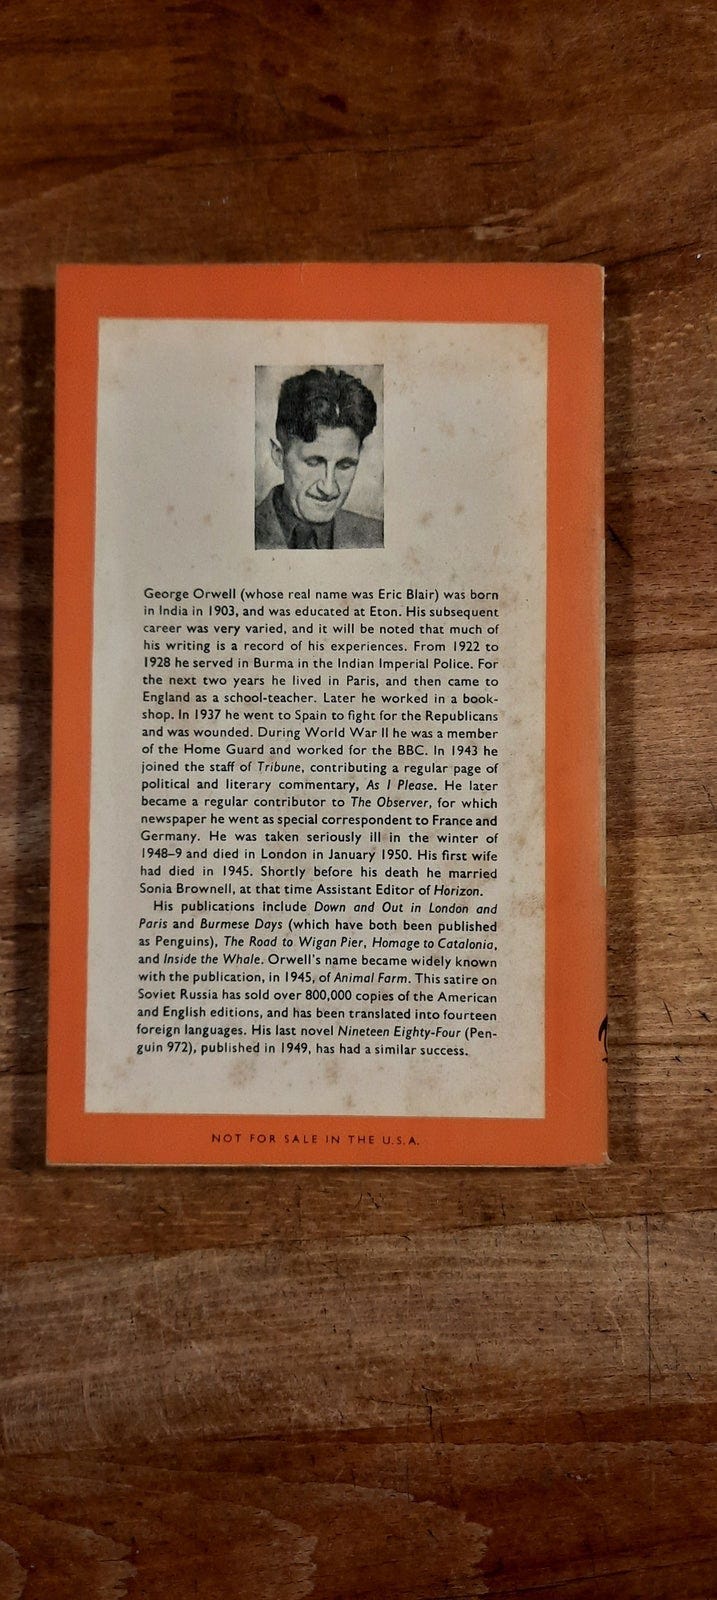 George Orwell (whose real name was Eric Blair) was born
in India in 1903, and was educated at Eton. His subsequent
career was very varied, and it will be noted that much of
his writing is a record of his experiences. From 1922 to
1928 he served in Burma in the Indian Imperial Police. For
the next two years he lived in Paris, and then came to
England as a school-teacher. Later he worked in a book-
shop. In 1937 he went to Spain to fight for the Republicans
and was wounded. During World War II he was a member
of the Home Guard and worked for the BBC. In 1943 he
joined the staff of Tribune, contributing a regular page of
political and literary commentary, As I Please. He later
became a regular contributor to The Observer, for which
newspaper he went as special correspondent to France and
Germany. He was taken seriously ill in the winter of
1948–9 and died in London in January 1950. His first wife
had died in 1945. Shortly before his death he married
Sonia Brownell, at that time Assistant Editor of Horizon.
His publications include Down and Out in London and
Paris and Burmese Days (which have both been published
as Penguins), The Road to Wigan Pier, Homage to Catalonia,
and Inside the Whale. Orwell's name became widely known
with the publication, in 1945, of Animal Farm. This satire on
Soviet Russia has sold over 800,000 copies of the American
and English editions, and has been translated into fourteen
foreign languages. His last novel Nineteen Eighty-Four (Pen-
guin 972), published in 1949, has had a similar success.
NOT FOR SALE IN THE U.S.A.